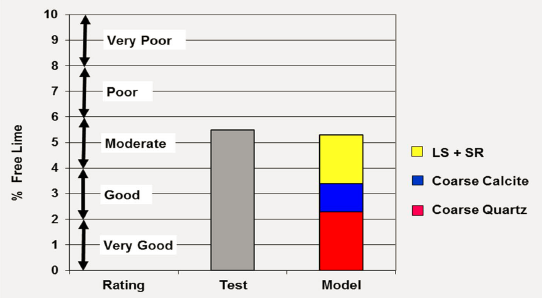 10
9
8
7
6
5
4
3
2
1
0
% Free Lime
Very Poor
Poor
Moderate
Good
Very Good
Rating
Test
Model
LS + SR
Coarse Calcite
Coarse Quartz